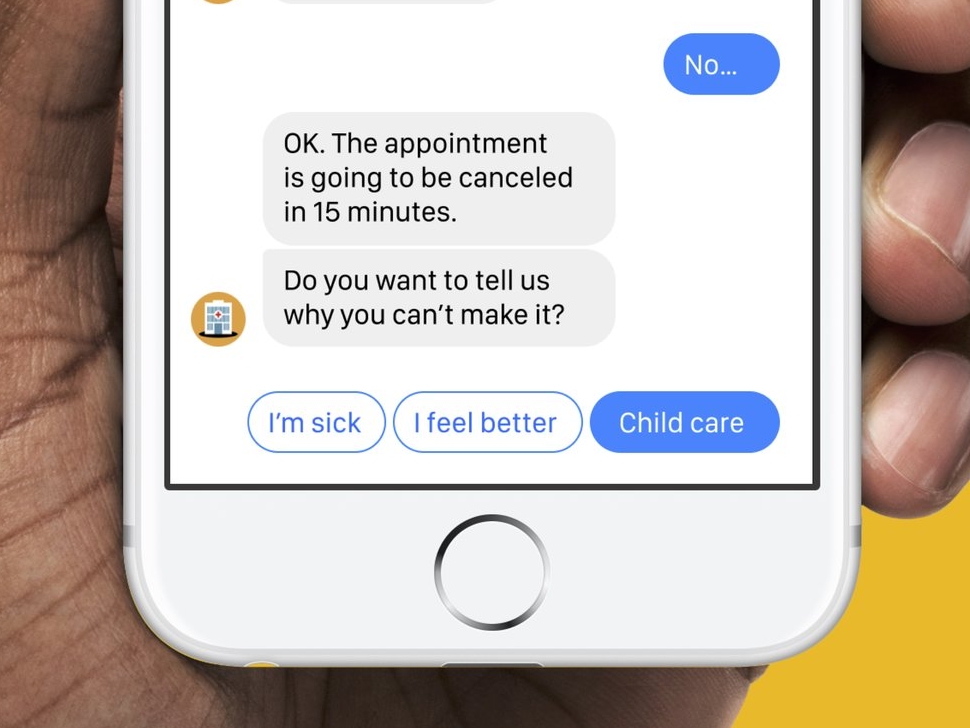 No...
OK. The appointment
is going to be canceled
in 15 minutes.
Do you want to tell us
why you can’t make it?
I’m sick
I feel better
Child care